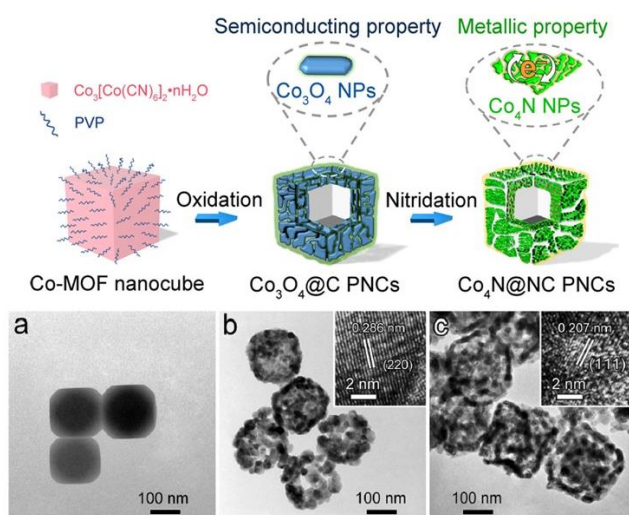 Semiconducting property
Metallic property
Co₃[Co(CN)₆]₂•nH₂O
PVP
Co₃O₄ NPs
e
Co₄N NPs
Oxidation
Nitridation
Co-MOF nanocube
Co₃O₄@C PNCs
Co₄N@NC PNCs
a
100 nm
b
0.286 nm
(220)
2 nm
100 nm
c
0.207 nm
(111)
2 nm
100 nm